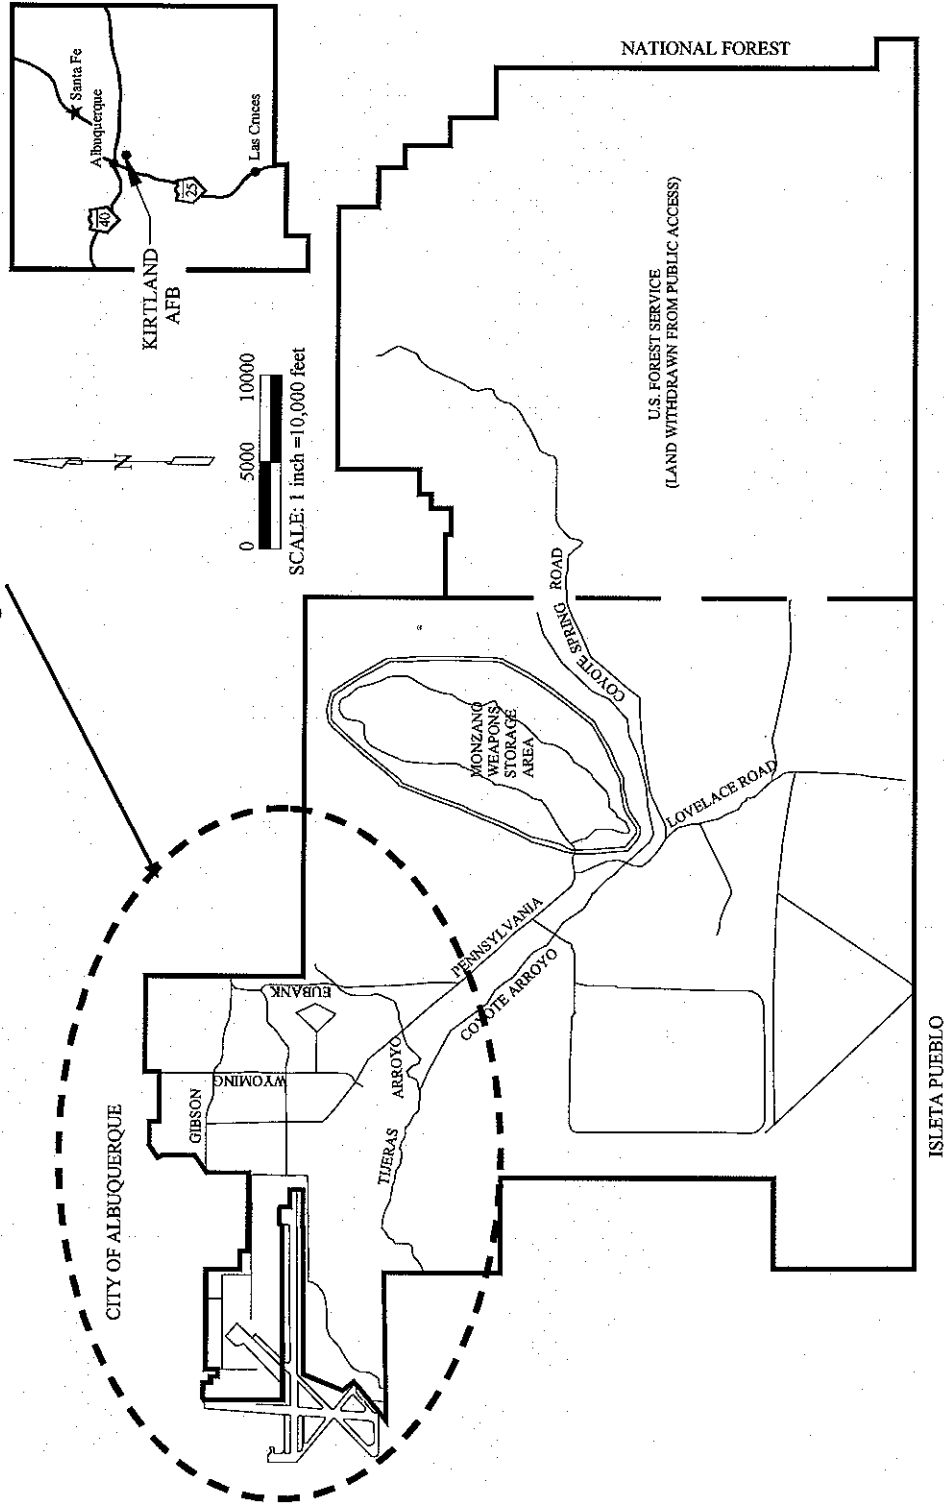 Santa Fe
Albuquerque
40
25
Las Cruces
KIRTLAND
AFB
N
0 5000 10000
SCALE: 1 inch =10,000 feet
NATIONAL FOREST
U.S. FOREST SERVICE
(LAND WITHDRAWN FROM PUBLIC ACCESS)
CITY OF ALBUQUERQUE
GIBSON
WYOMING
EUBANK
PENNSYLVANIA
TIJERAS
ARROYO
COYOTE ARROYO
MONZANO
WEAPONS
STORAGE
AREA
COYOTE SPRING ROAD
LOVELACE ROAD
ISLETA PUEBLO